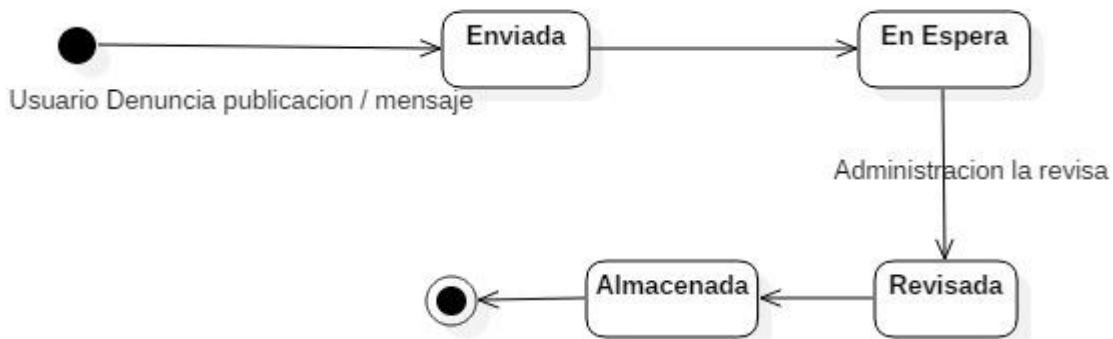 Enviada
En Espera
Usuario Denuncia publicacion / mensaje
Administracion la revisa
Almacenada
Revisada